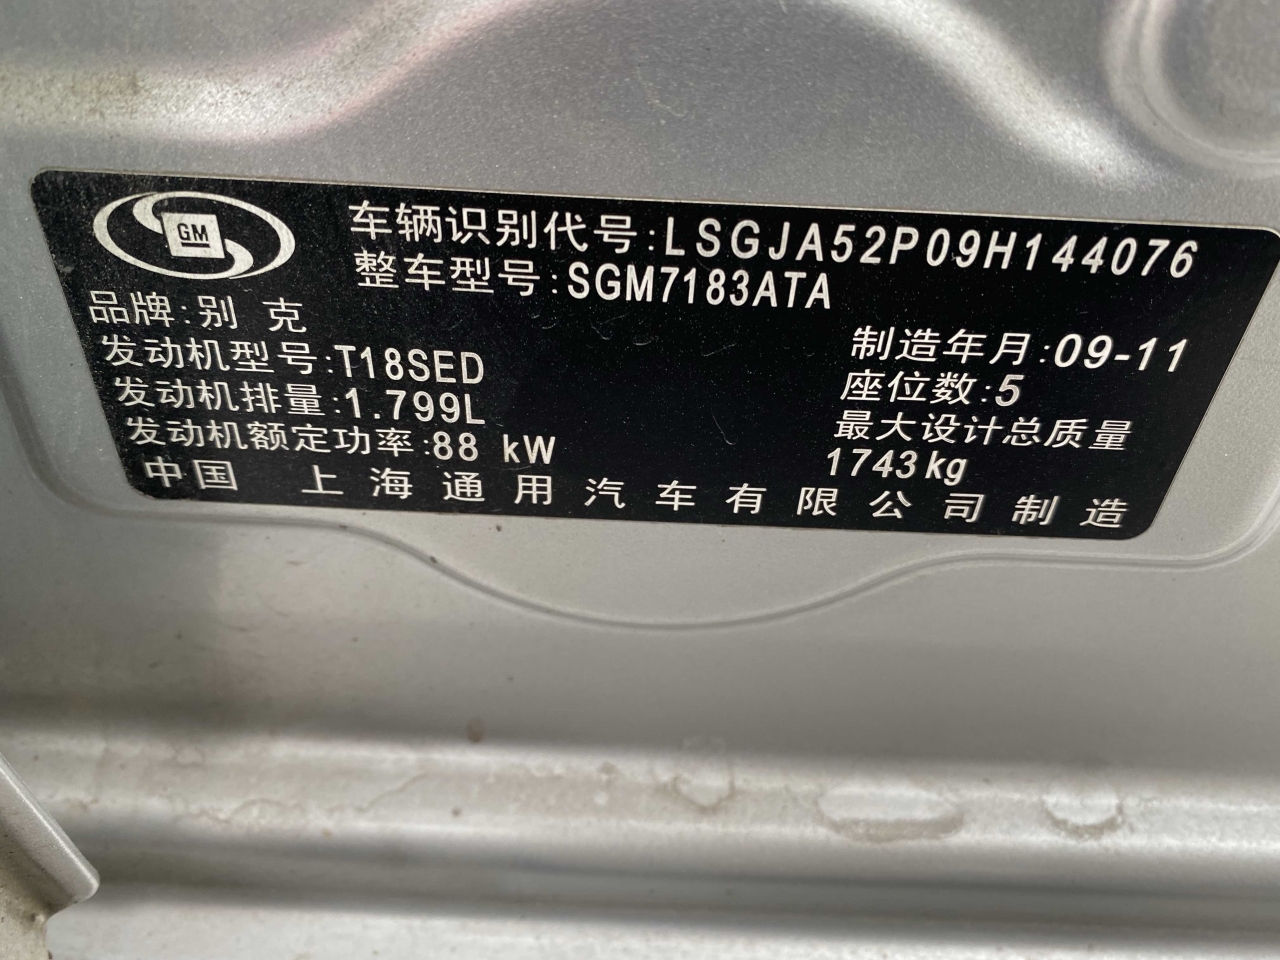 GM
车辆识别代号:LSGJA52P09H144076
整车型号:SGM7183ATA
品牌:别克
发动机型号:T18SED
制造年月:09-11
发动机排量:1.799L
座位数:5
发动机额定功率:88 kW
最大设计总质量
1743kg
中国 上海通用汽车有限公司制造